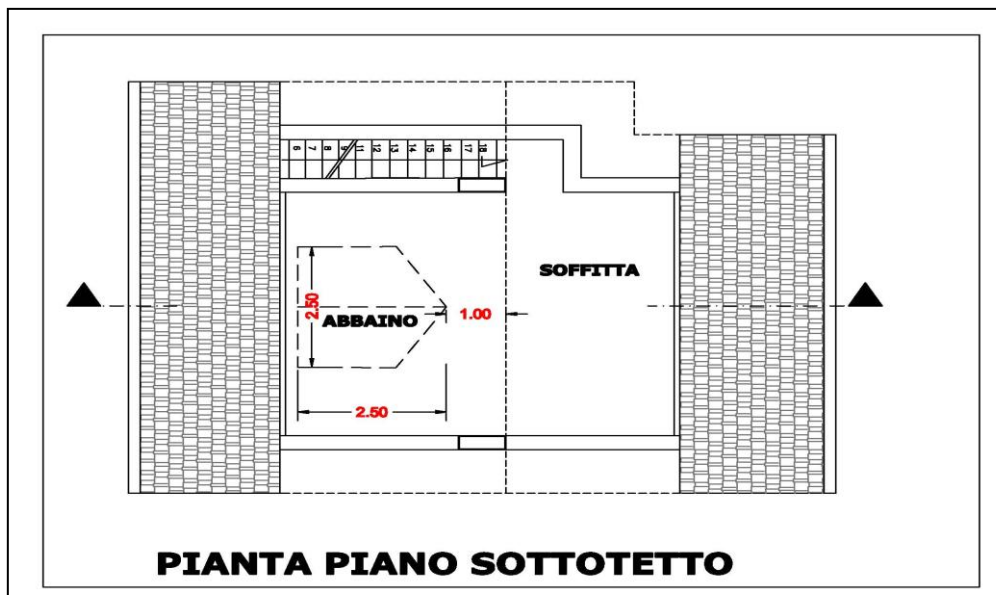 6 7 8 9 11 12 13 14 15 16 17 18
SOFFITTA
2.50
ABBAINO
1.00
2.50
PIANTA PIANO SOTTOTETTO